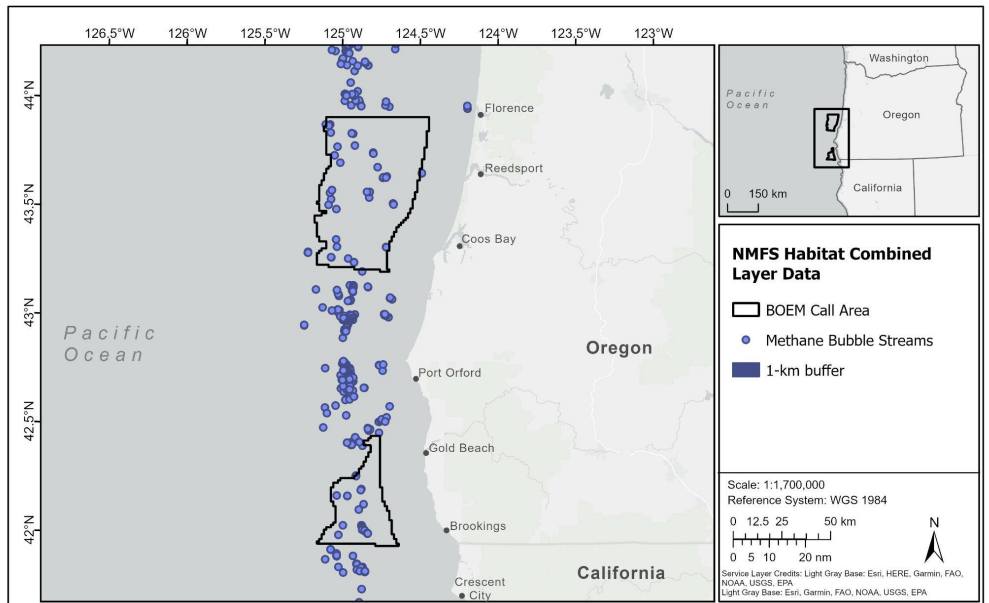 126.5°W 126°W 125.5°W 125°W 124.5°W 124°W 123.5°W 123°W
44°N
43.5°N
43°N
42.5°N
42°N
Florence
Reedsport
Coos Bay
Pacific
Ocean
Oregon
Port Orford
Gold Beach
Brookings
California
Crescent
City
Washington
Pacific
Ocean
Oregon
California
0 150 km
NMFS Habitat Combined
Layer Data
BOEM Call Area
Methane Bubble Streams
1-km buffer
Scale: 1:1,700,000
Reference System: WGS 1984
0 12.5 25 50 km
0 5 10 20 nm
N
Service Layer Credits: Light Gray Base: Esri, HERE, Garmin, FAO,
NOAA, USGS, EPA
Light Gray Base: Esri, Garmin, FAO, NOAA, USGS, EPA